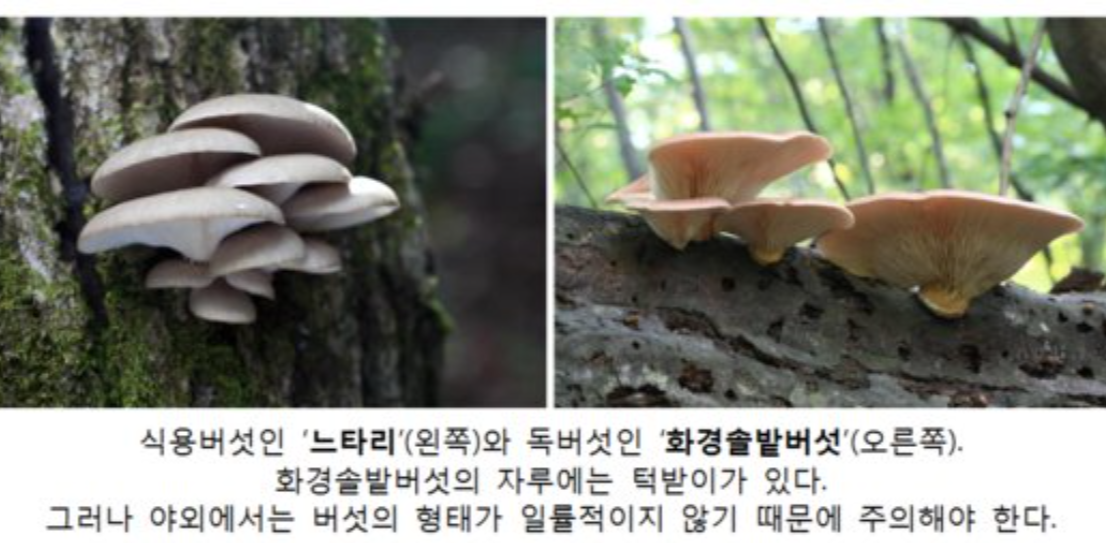 식용버섯인 '느타리'(왼쪽)와 독버섯인 '화경솔밭버섯'(오른쪽).
화경솔밭버섯의 자루에는 턱받이가 있다.
그러나 야외에서는 버섯의 형태가 일률적이지 않기 때문에 주의해야 한다.